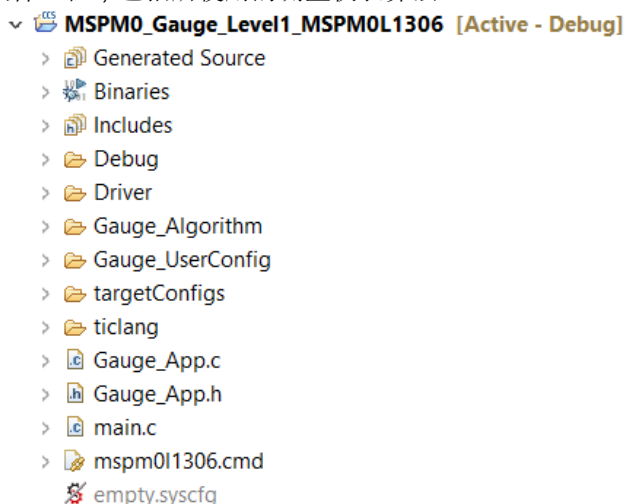 MSPM0_Gauge_Level1_MSPM0L1306 [Active - Debug]
Generated Source
Binaries
Includes
Debug
Driver
Gauge_Algorithm
Gauge_UserConfig
targetConfigs
ticlang
Gauge_App.c
Gauge_App.h
main.c
mspm0l1306.cmd
empty.syscfg